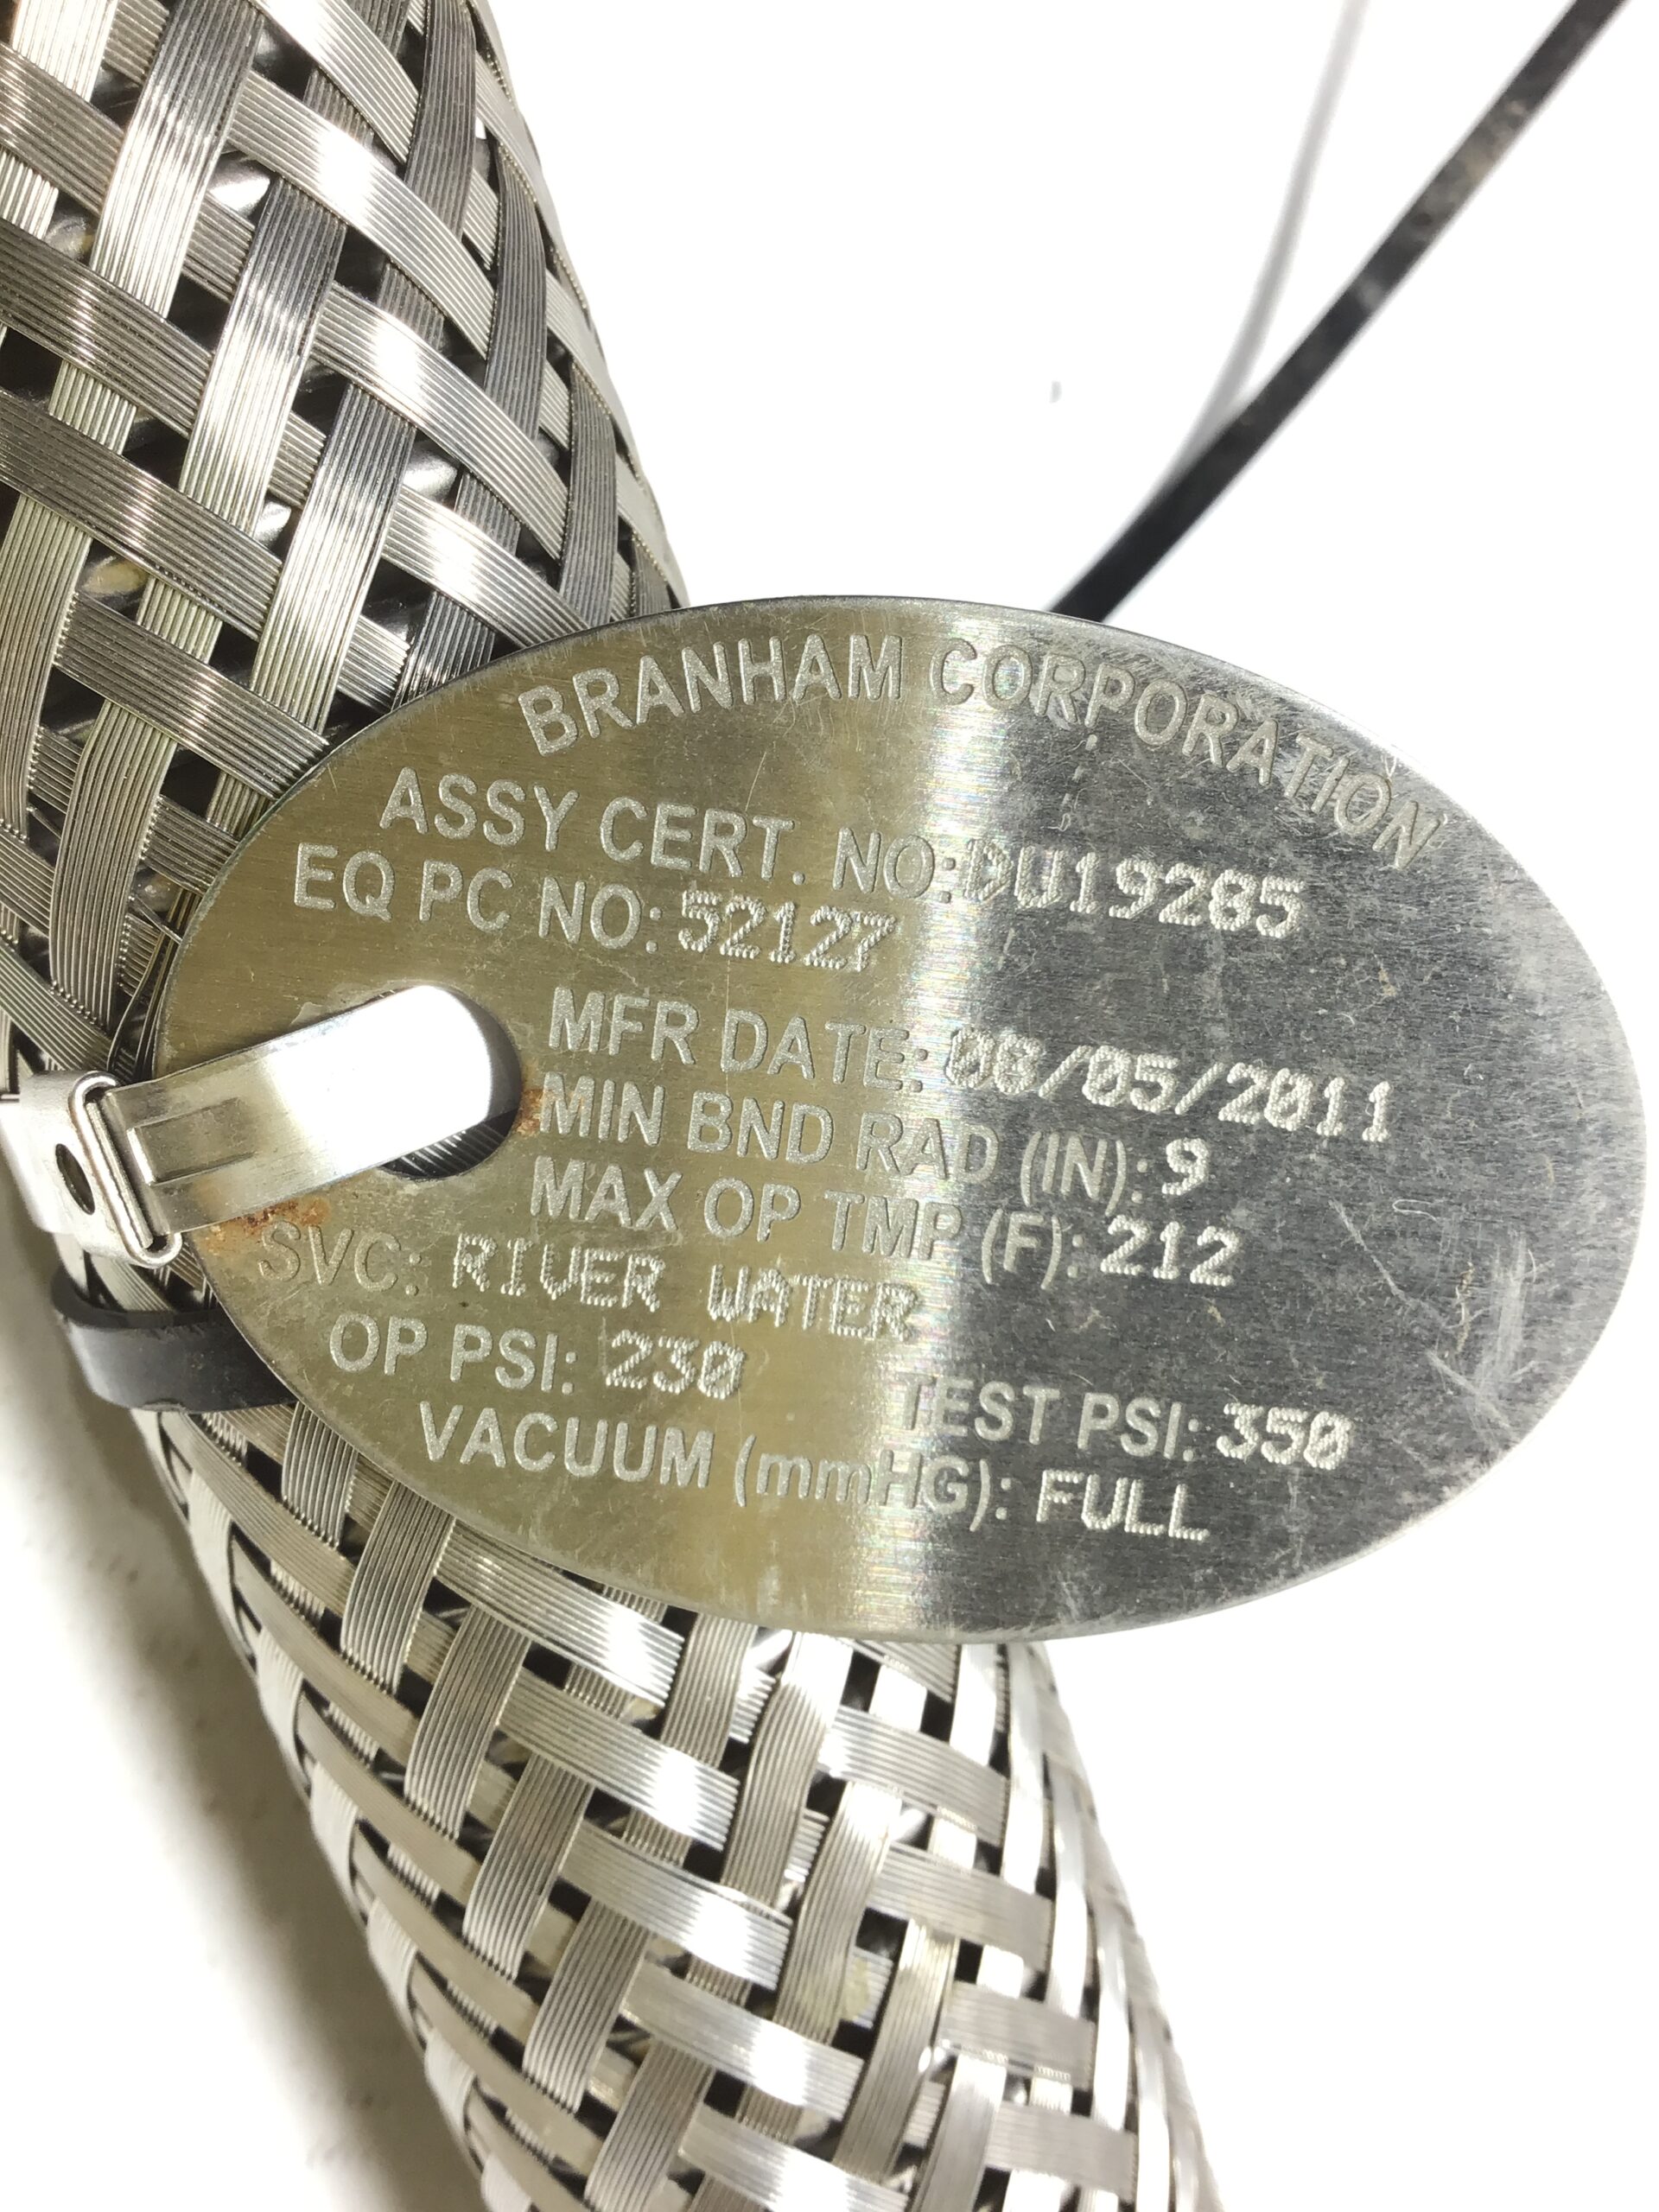 BRANHAM CORPORATION
ASSY CERT. NO: DU19285
EQ PC NO: 52127
MFR DATE: 08/05/2011
MIN BND RAD (IN): 9
MAX OP TMP (F): 212
SVC: RIVER WATER
OP PSI: 230
TEST PSI: 350
VACUUM (mmHG): FULL